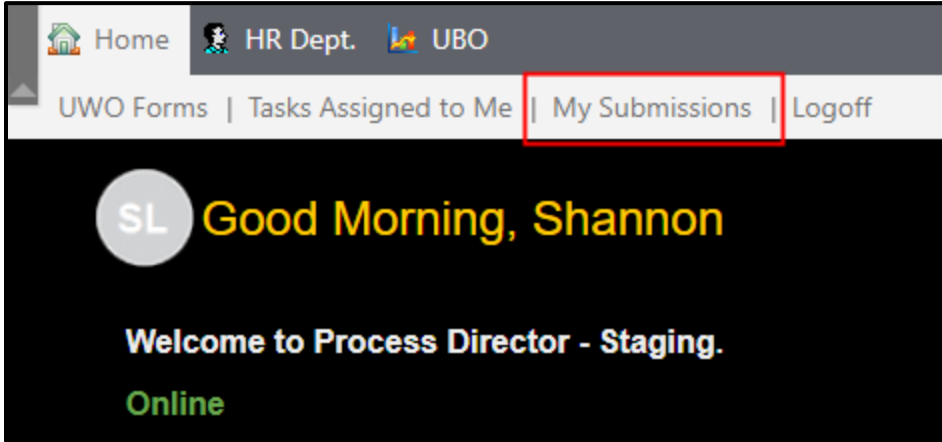 Home HR Dept. UBO
UWO Forms | Tasks Assigned to Me | My Submissions | Logoff
SL Good Morning, Shannon
Welcome to Process Director - Staging.
Online